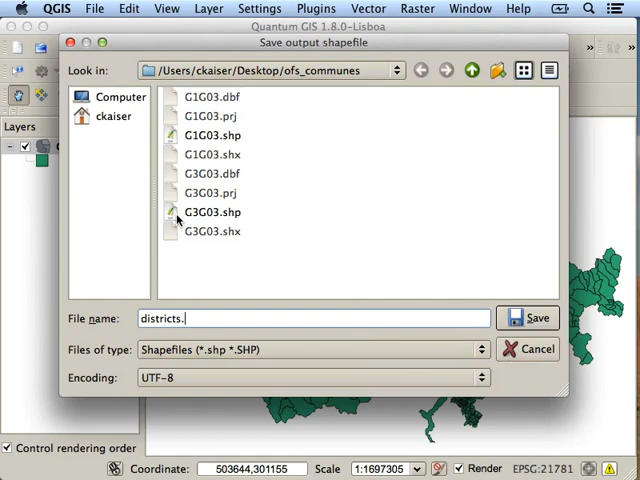 QGIS File Edit View Layer Settings Plugins Vector Raster Window Help
Quantum GIS 1.8.0-Lisboa
Save output shapefile
Look in: /Users/ckaiser/Desktop/ofs_communes
Computer
ckaiser
G1G03.dbf
G1G03.prj
G1G03.shp
G1G03.shx
G3G03.dbf
G3G03.prj
G3G03.shp
G3G03.shx
Layers
File name: districts. Save
Files of type: Shapefiles (*.shp *.SHP) Cancel
Encoding: UTF-8
Control rendering order
Coordinate: 503644,301155 Scale 1:1697305 Render EPSG:21781